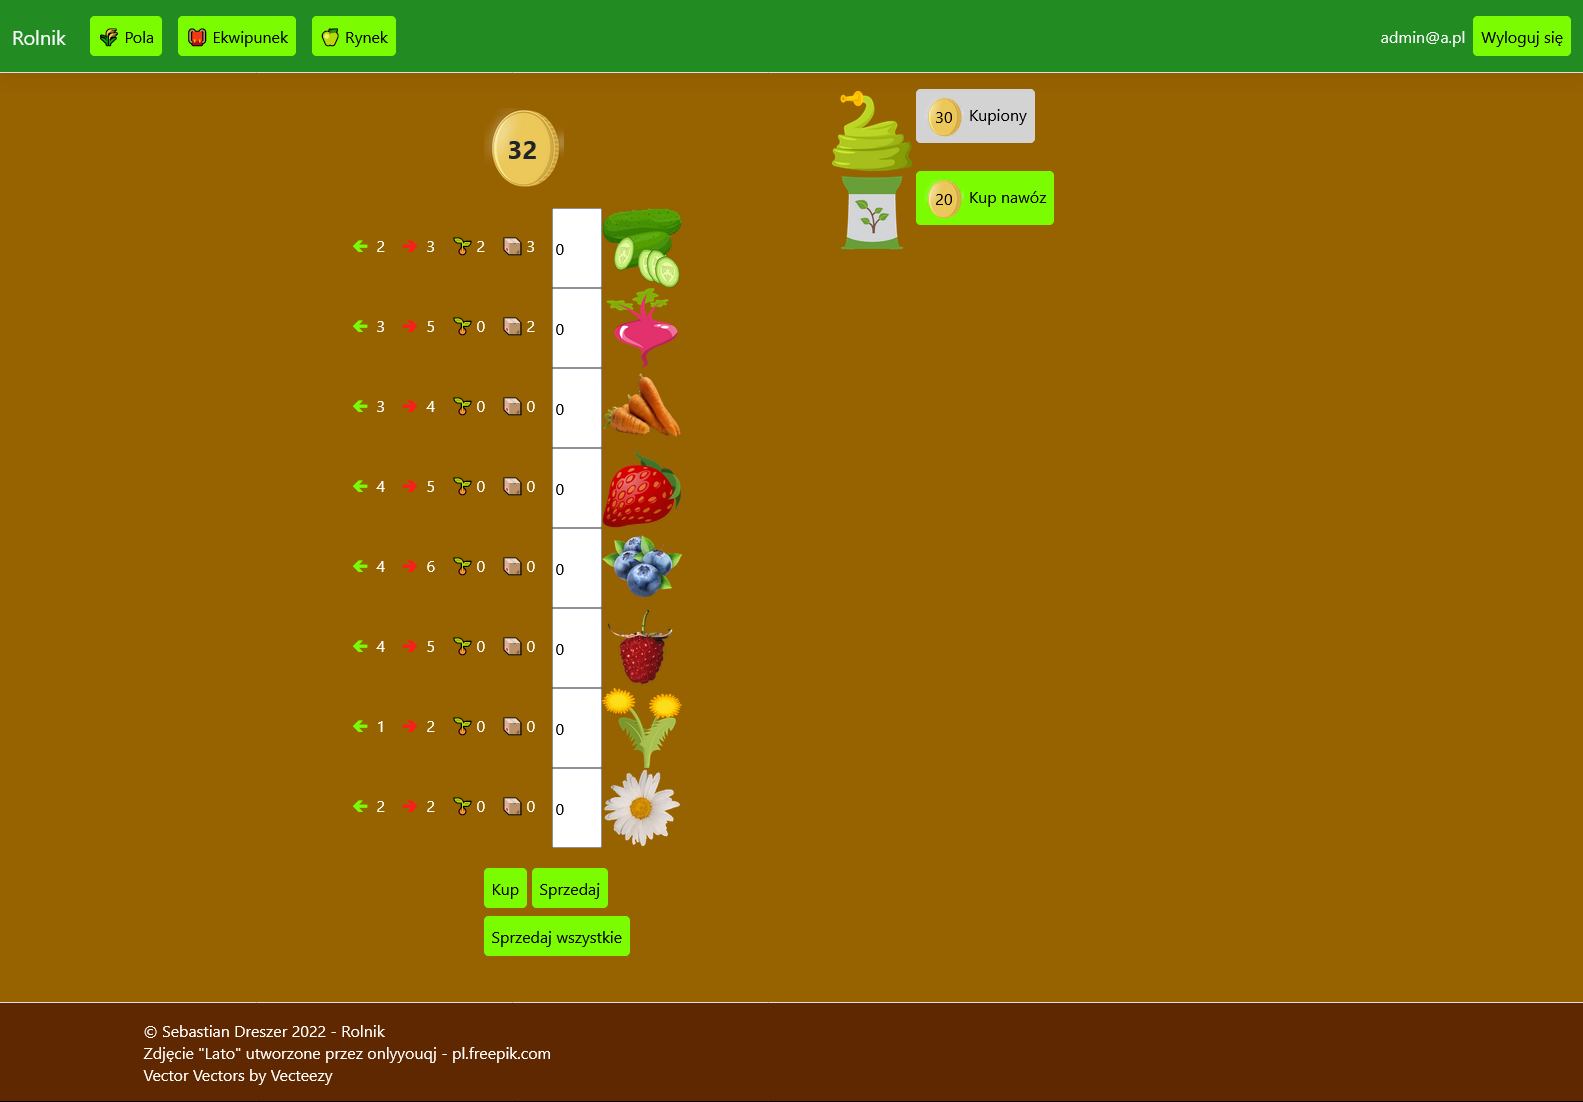 Rolnik Pola Ekwipunek Rynek admin@a.pl Wyloguj się
32
30 Kupiony
20 Kup nawóz
2 3 2 3 0
3 5 0 2 0
3 4 0 0 0
4 5 0 0 0
4 6 0 0 0
4 5 0 0 0
1 2 0 0 0
2 2 0 0 0
Kup Sprzedaj
Sprzedaj wszystkie
© Sebastian Dreszer 2022 - Rolnik
Zdjęcie "Lato" utworzone przez onlyyouqj - pl.freepik.com
Vector Vectors by Vecteezy